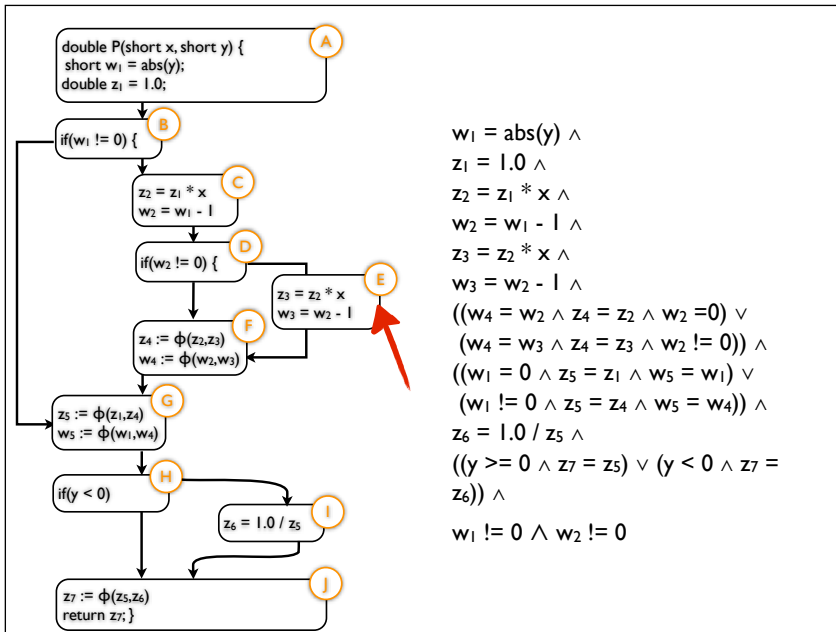 A
double P(short x, short y) {
short w₁ = abs(y);
double z₁ = 1.0;
B
if(w₁ != 0) {
C
z₂ = z₁ * x
w₂ = w₁ - 1
D
if(w₂ != 0) {
E
z₃ = z₂ * x
w₃ = w₂ - 1
F
z₄ := ϕ(z₂,z₃)
w₄ := ϕ(w₂,w₃)
G
z₅ := ϕ(z₁,z₄)
w₅ := ϕ(w₁,w₄)
H
if(y < 0)
I
z₆ = 1.0 / z₅
J
z₇ := ϕ(z₅,z₆)
return z₇; }
w₁ = abs(y) ∧
z₁ = 1.0 ∧
z₂ = z₁ * x ∧
w₂ = w₁ - 1 ∧
z₃ = z₂ * x ∧
w₃ = w₂ - 1 ∧
((w₄ = w₂ ∧ z₄ = z₂ ∧ w₂ =0) ∨
(w₄ = w₃ ∧ z₄ = z₃ ∧ w₂ != 0)) ∧
((w₁ = 0 ∧ z₅ = z₁ ∧ w₅ = w₁) ∨
(w₁ != 0 ∧ z₅ = z₄ ∧ w₅ = w₄)) ∧
z₆ = 1.0 / z₅ ∧
((y >= 0 ∧ z₇ = z₅) ∨ (y < 0 ∧ z₇ =
z₆)) ∧
w₁ != 0 ∧ w₂ != 0